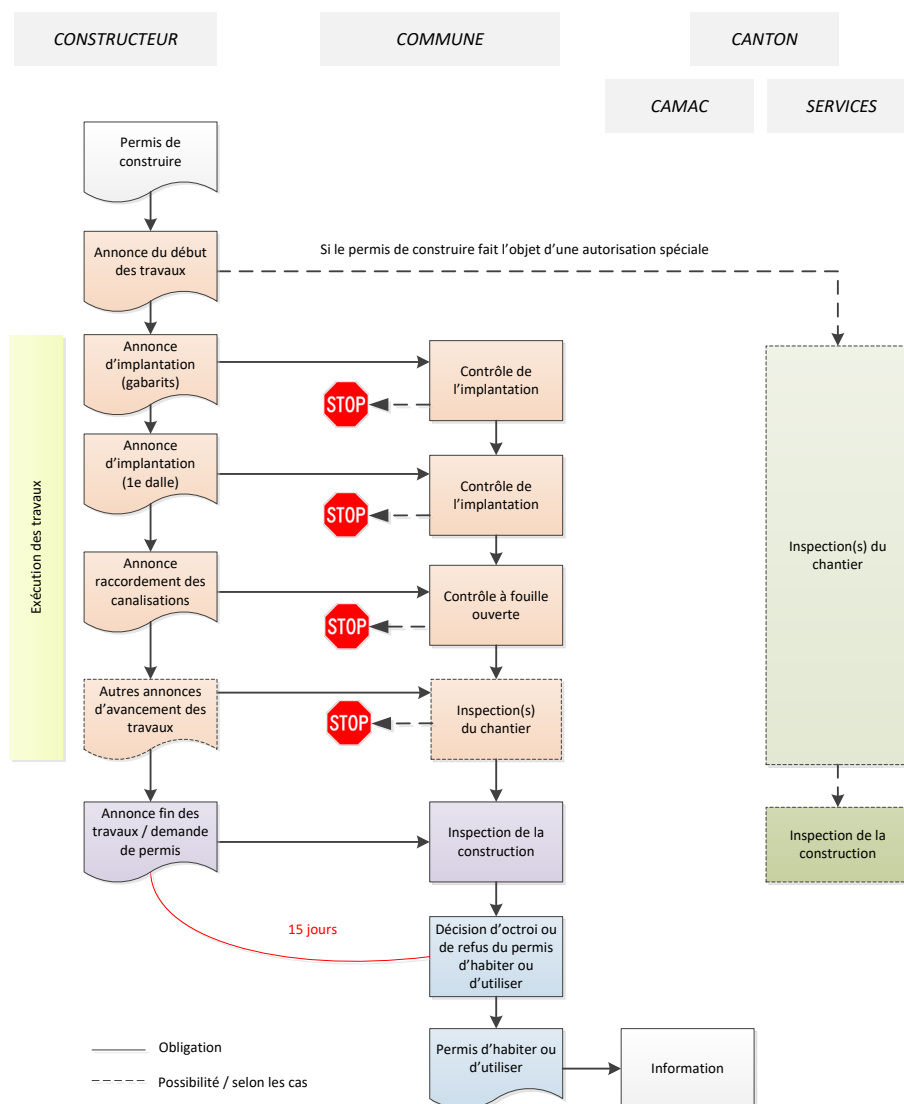 CONSTRUCTEUR
COMMUNE
CANTON
CAMAC
SERVICES
Permis de
construire
Annonce du début
des travaux
Si le permis de construire fait l'objet d'une autorisation spéciale
Exécution des travaux
Annonce
d'implantation
(gabarits)
Contrôle de
l'implantation
STOP
Annonce
d'implantation
(1e dalle)
Contrôle de
l'implantation
STOP
Annonce
raccordement des
canalisations
Contrôle à fouille
ouverte
STOP
Inspection(s) du
chantier
Autres annonces
d'avancement des
travaux
Inspection(s)
du chantier
STOP
Annonce fin des
travaux / demande
de permis
Inspection de la
construction
Inspection de la
construction
15 jours
Décision d'octroi ou
de refus du permis
d'habiter ou
d'utiliser
Permis d'habiter ou
d'utiliser
Information
Obligation
Possibilité / selon les cas